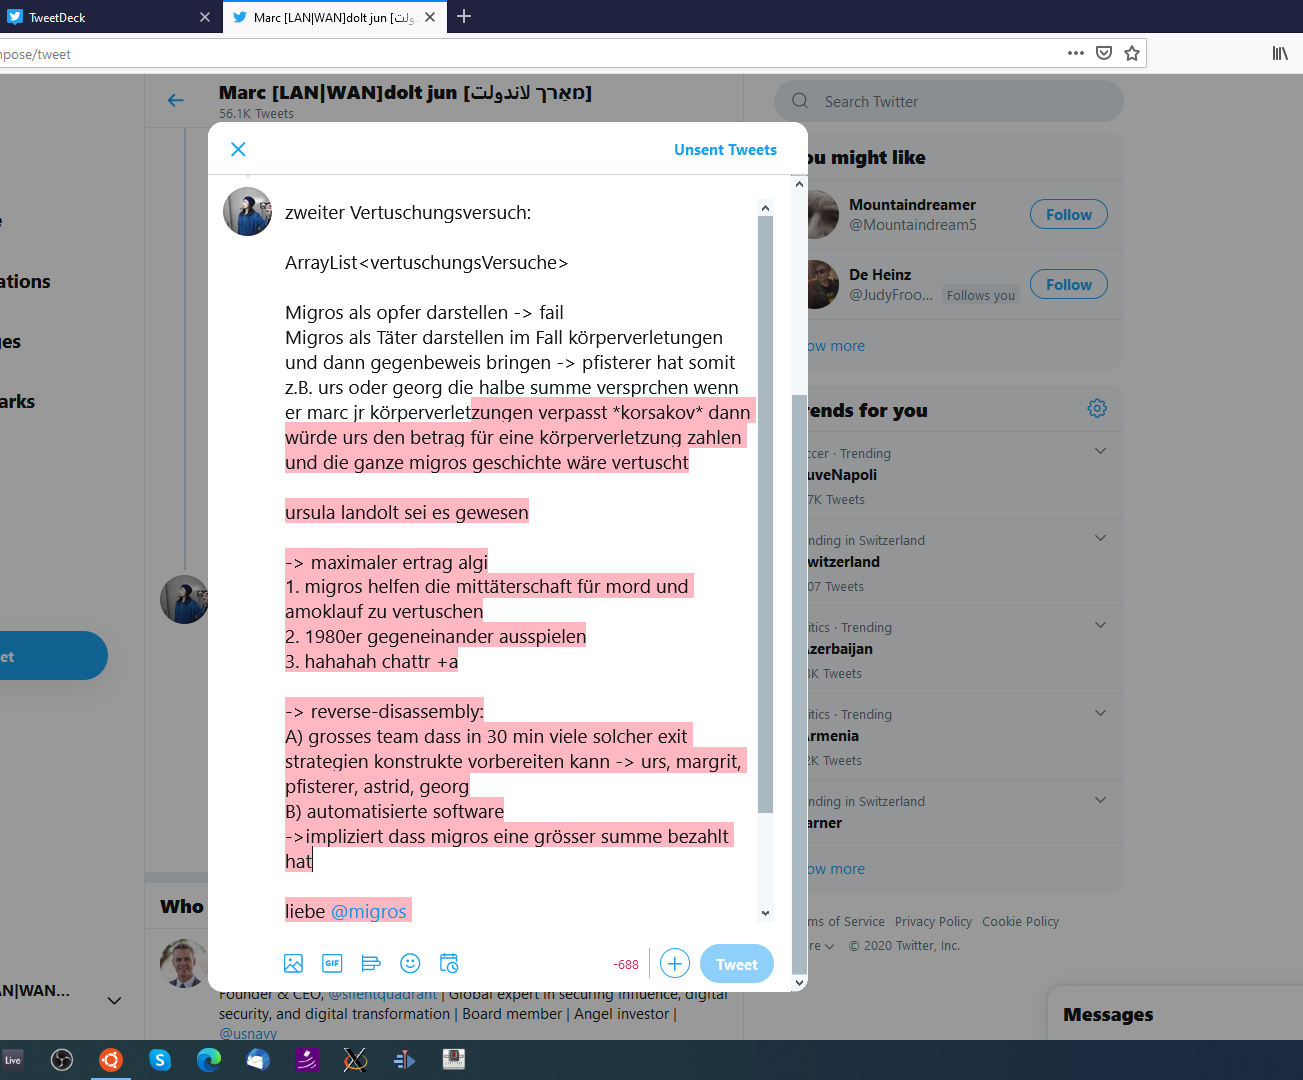 TweetDeck
Marc [LAN|WAN]dolt jun
npose/tweet
Marc [LAN|WAN]dolt jun [מאַרך لاندولت]
56.1K Tweets
Search Twitter
Unsent Tweets
zweiter Vertuschungsversuch:
ArrayList<vertuschungsVersuche>
Migros als opfer darstellen -> fail
Migros als Täter darstellen im Fall körperverletungen
und dann gegenbeweis bringen -> pfisterer hat somit
z.B. urs oder georg die halbe summe versprchen wenn
er marc jr körperverletzungen verpasst *korsakov* dann
würde urs den betrag für eine körperverletzung zahlen
und die ganze migros geschichte wäre vertuscht
ursula landolt sei es gewesen
-> maximaler ertrag algi
1. migros helfen die mittäterschaft für mord und
amoklauf zu vertuschen
2. 1980er gegeneinander ausspielen
3. hahahah chattr +a
-> reverse-disassembly:
A) grosses team dass in 30 min viele solcher exit
strategien konstrukte vorbereiten kann -> urs, margrit,
pfisterer, astrid, georg
B) automatisierte software
->impliziert dass migros eine grösser summe bezahlt
hat
liebe @migros
GIF
-688
Tweet
ou might like
Mountaindreamer
@Mountaindream5
Follow
De Heinz
@JudyFroo...
Follows you
Follow
ow more
ends for you
ccer · Trending
uveNapoli
7K Tweets
nding in Switzerland
witzerland
07 Tweets
itics · Trending
zerbaijan
K Tweets
itics · Trending
rmenia
2K Tweets
nding in Switzerland
arner
ow more
ms of Service Privacy Policy Cookie Policy
re © 2020 Twitter, Inc.
Messages
e
ations
es
arks
et
N|WAN...
Who
Founder & CEO, @silentquadrant | Global expert in securing influence, digital
security, and digital transformation | Board member | Angel investor |
@usnavy
Live